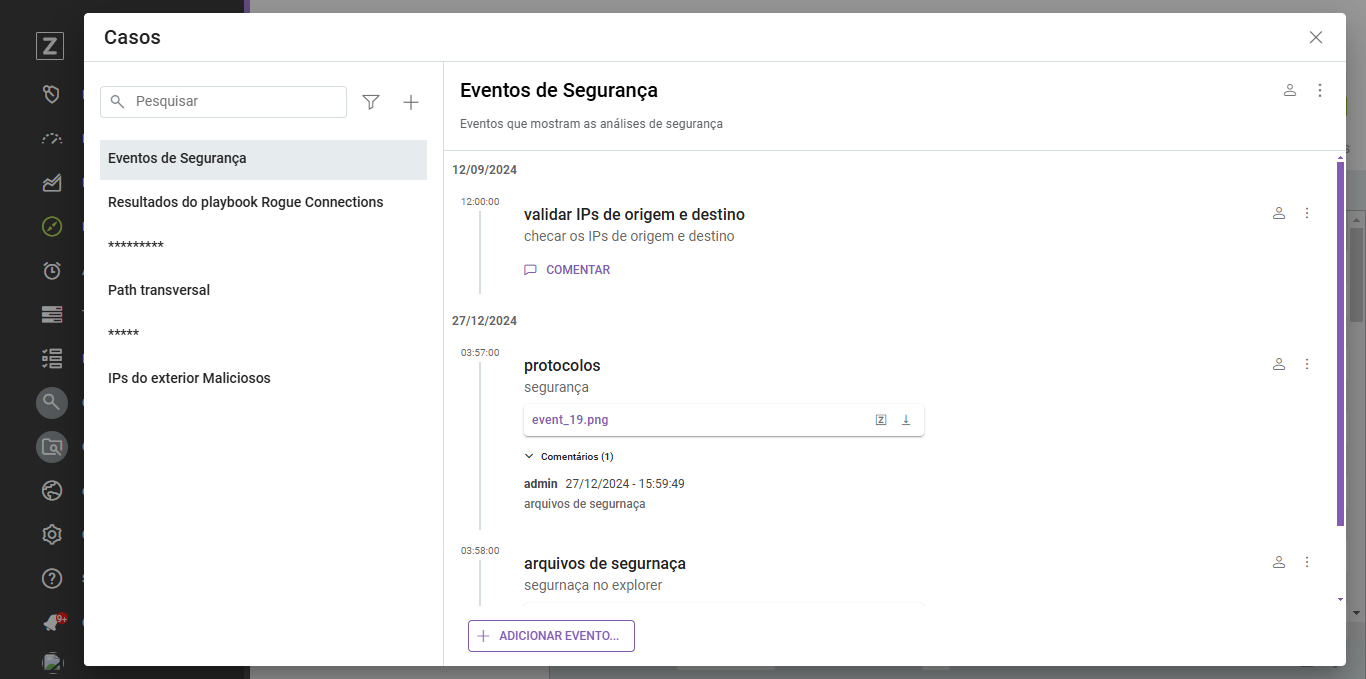 Casos
Z
Pesquisar
Eventos de Segurança
Resultados do playbook Rogue Connections
*********
Path transversal
*****
IPs do exterior Maliciosos
9+
Eventos de Segurança
Eventos que mostram as análises de segurança
12/09/2024
12:00:00
validar IPs de origem e destino
checar os IPs de origem e destino
COMENTAR
27/12/2024
03:57:00
protocolos
segurança
event_19.png
Z
Comentários (1)
admin 27/12/2024 - 15:59:49
arquivos de segurnaça
03:58:00
arquivos de segurnaça
segurnaça no explorer
ADICIONAR EVENTO...